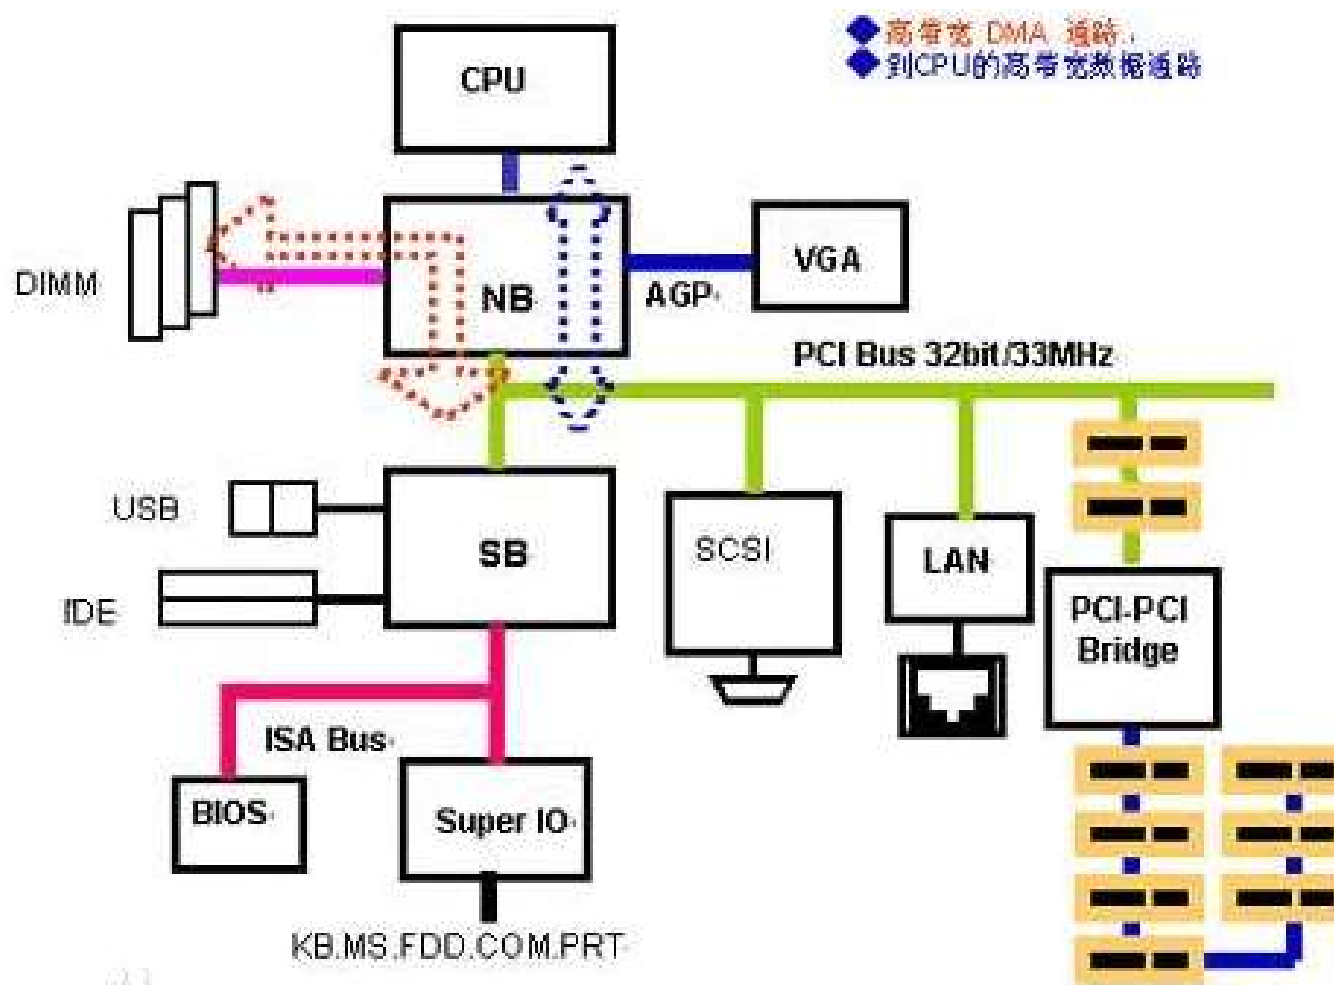 高带宽 DMA 通路
到CPU的高带宽数据通路
CPU
VGA
DIMM
NB
AGP
PCI Bus 32bit/33MHz
USB
SB
SCSI
LAN
IDE
PCI-PCI
Bridge
ISA Bus
BIOS
Super IO
KB.MS.FDD.COM.PRT